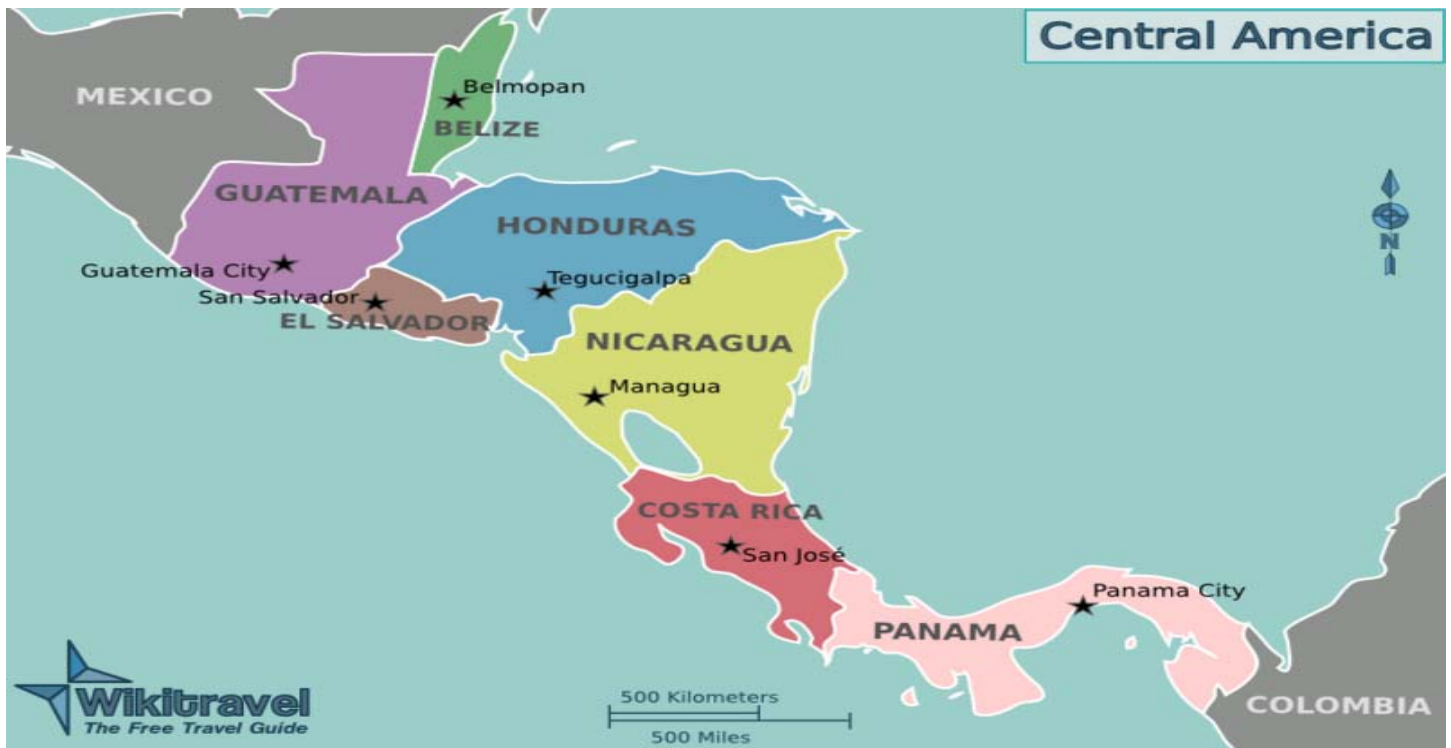 Central America
MEXICO
Belmopan
BELIZE
GUATEMALA
HONDURAS
Guatemala City
Tegucigalpa
San Salvador
EL SALVADOR
NICARAGUA
Managua
N
COSTA RICA
San José
Panama City
PANAMA
COLOMBIA
500 Kilometers
500 Miles
Wikitravel
The Free Travel Guide